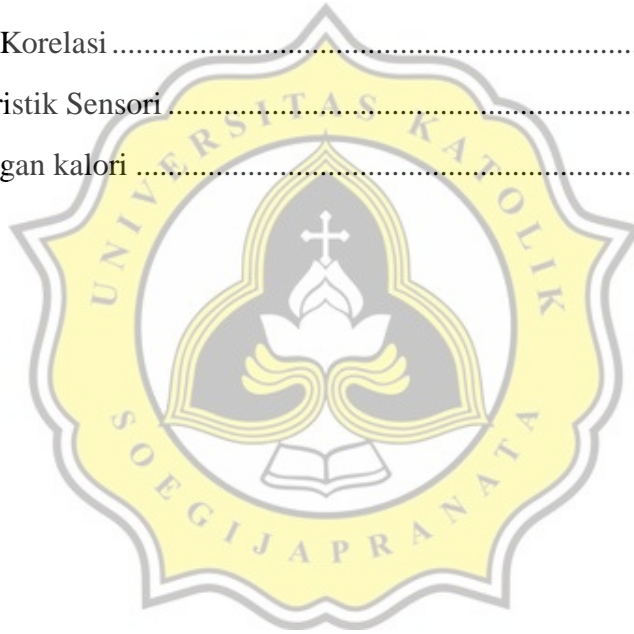 Korelasi ................................................................................
ristik Sensori ........................................................................
gan kalori .............................................................................
UNIVERSITAS KATOLIK
SOEGIJAPRANATA